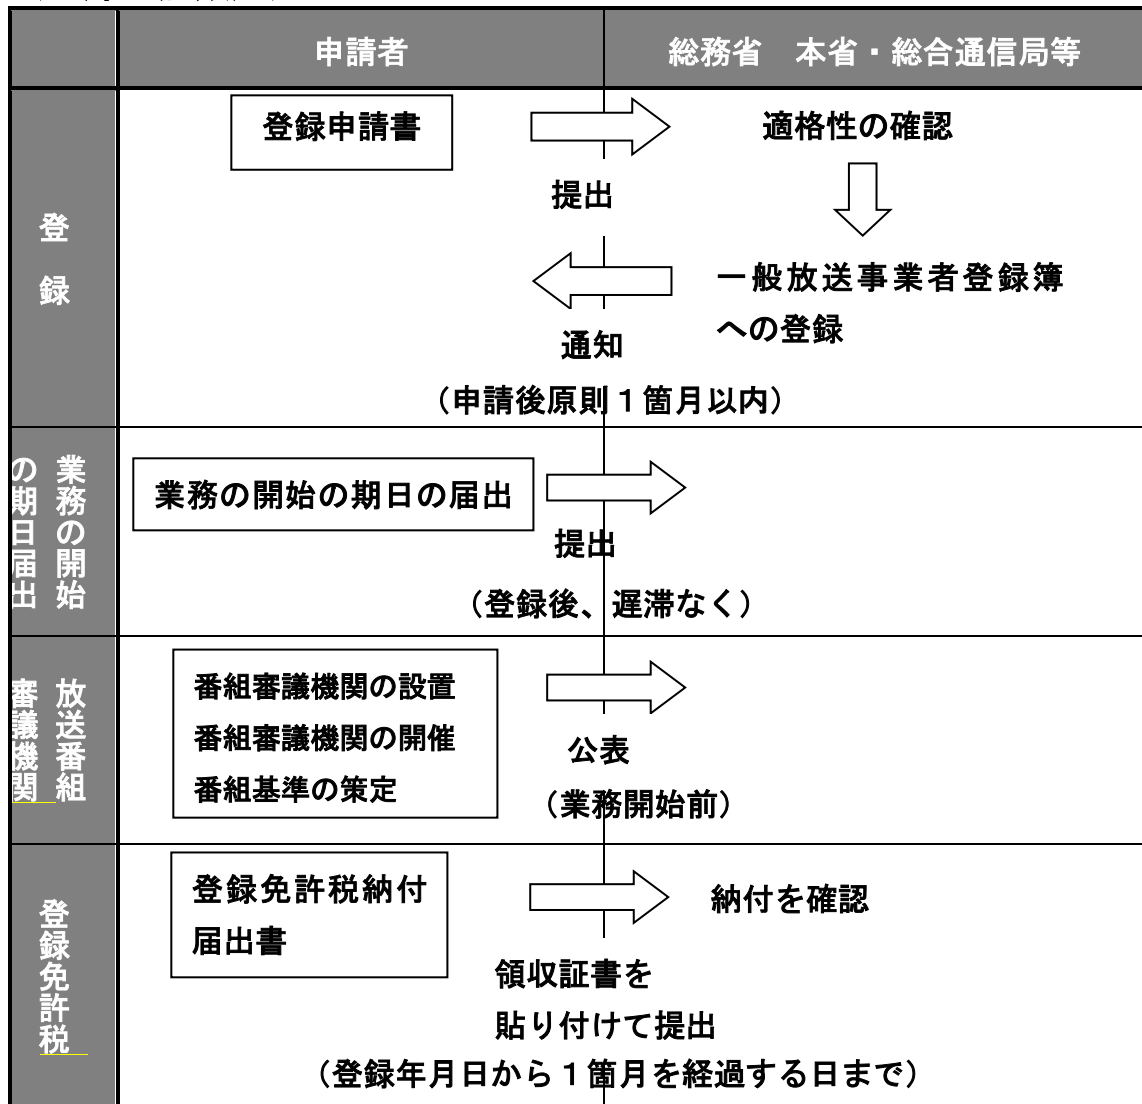 申請者
総務省　本省・総合通信局等
登録
登録申請書
提出
適格性の確認
一般放送事業者登録簿
への登録
通知
（申請後原則１箇月以内）
業務の開始
の期日届出
業務の開始の期日の届出
提出
（登録後、遅滞なく）
放送番組
審議機関
番組審議機関の設置
番組審議機関の開催
番組基準の策定
公表
（業務開始前）
登録免許税
登録免許税納付
届出書
納付を確認
領収証書を
貼り付けて提出
（登録年月日から１箇月を経過する日まで）